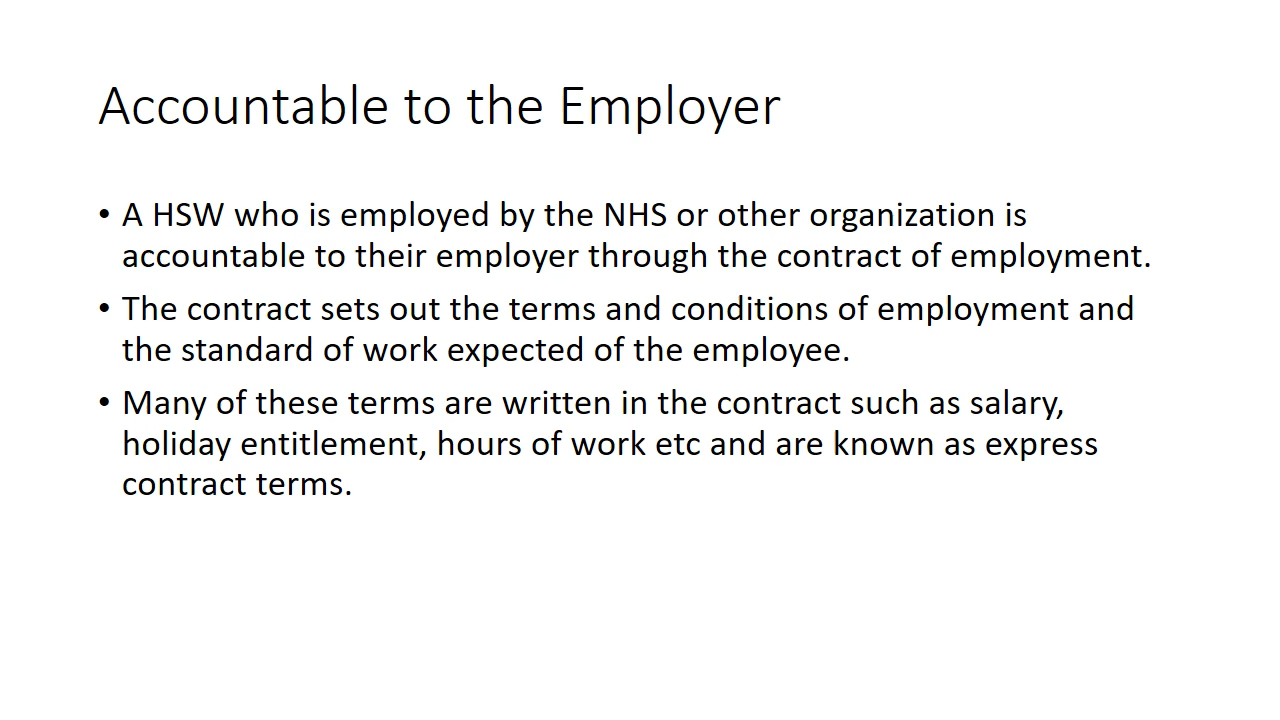 Accountable to the Employer
• A HSW who is employed by the NHS or other organization is
accountable to their employer through the contract of employment.
• The contract sets out the terms and conditions of employment and
the standard of work expected of the employee.
• Many of these terms are written in the contract such as salary,
holiday entitlement, hours of work etc and are known as express
contract terms.